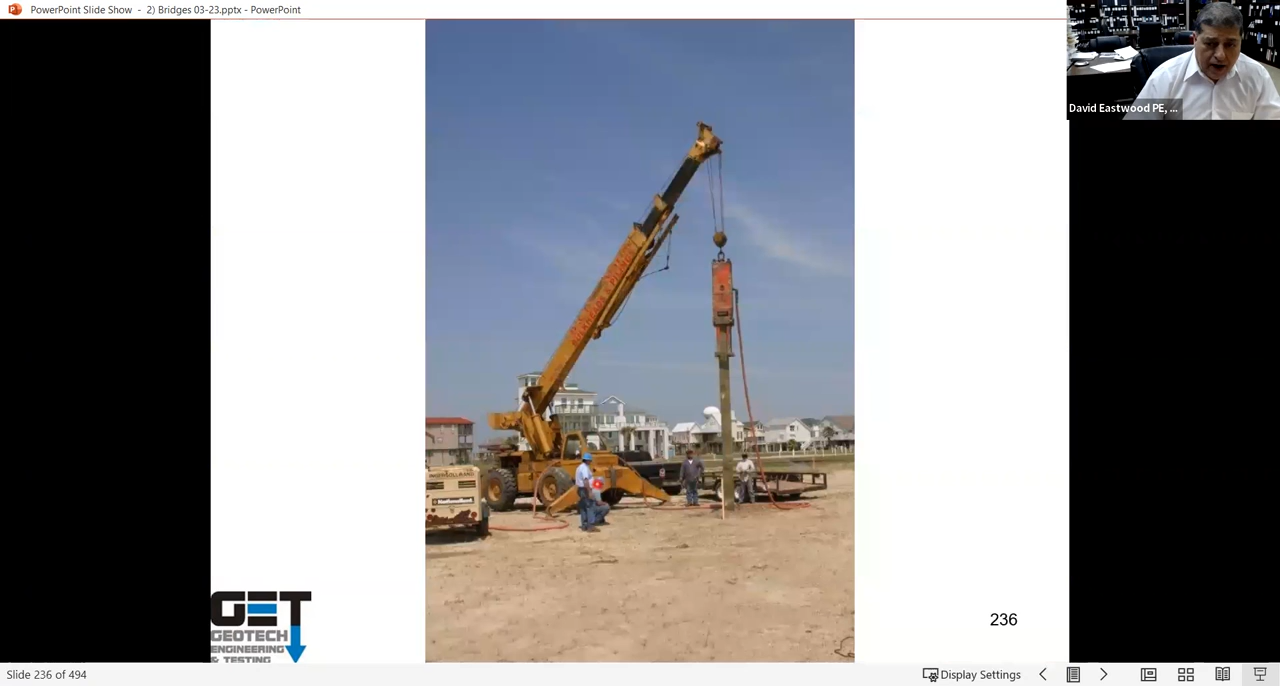 PowerPoint Slide Show - 2) Bridges 03-23.pptx - PowerPoint
David Eastwood PE, ...
GET
GEOTECH
ENGINEERING
& TESTING
236
Slide 236 of 494
Display Settings